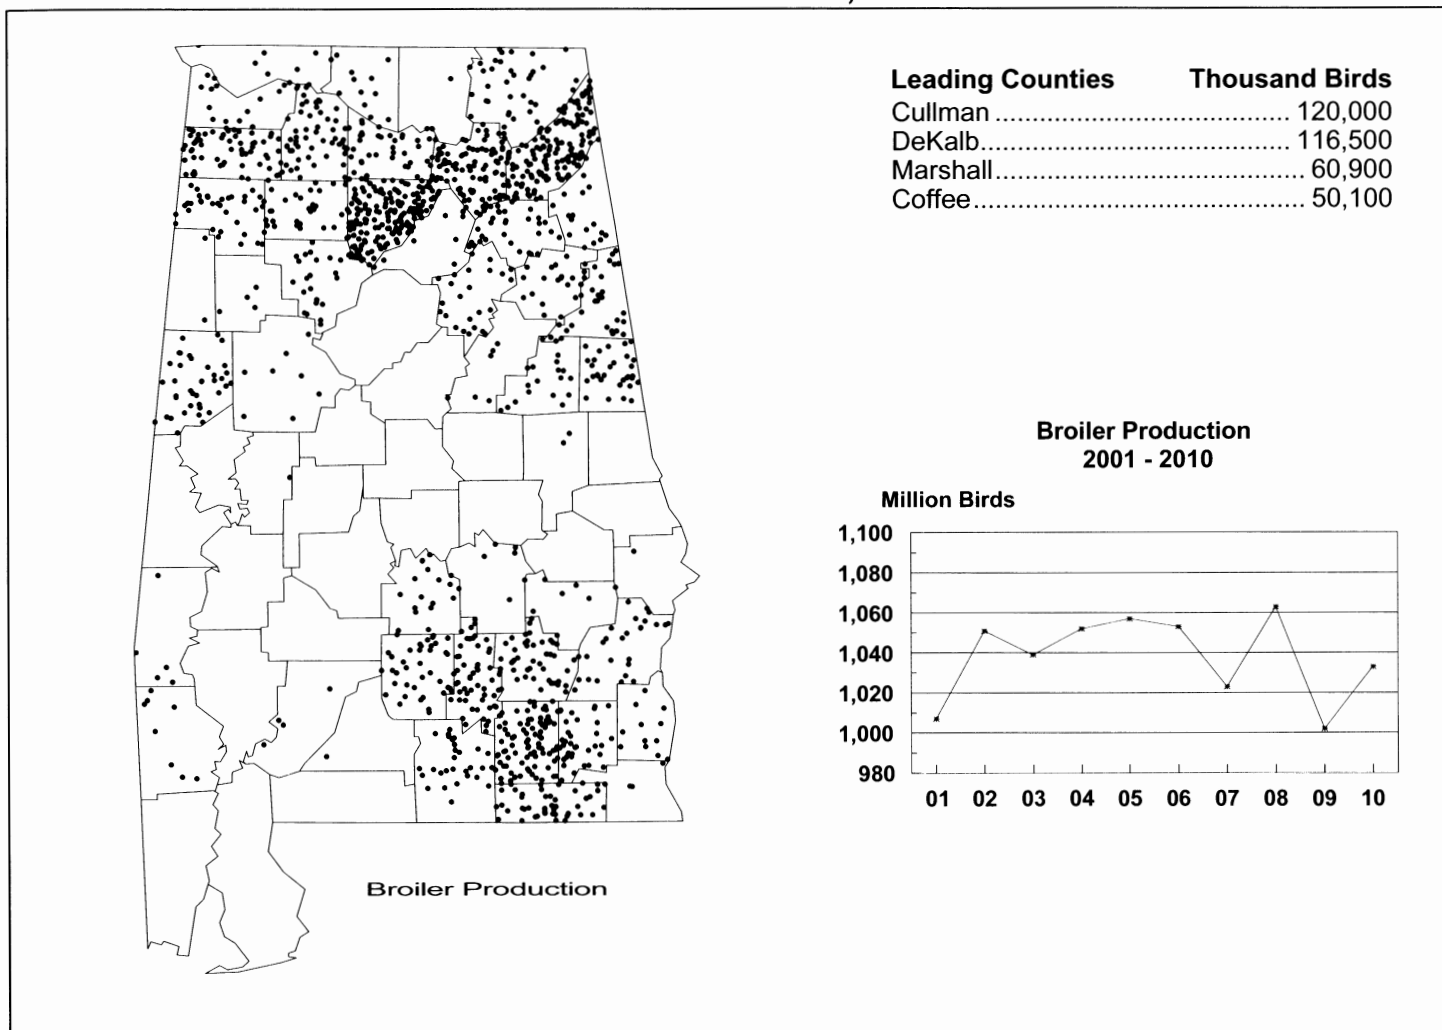 Leading Counties Thousand Birds
Cullman ....................................... 120,000
DeKalb......................................... 116,500
Marshall......................................... 60,900
Coffee............................................ 50,100
Broiler Production
2001 - 2010
Million Birds
1,100
1,080
1,060
1,040
1,020
1,000
980
01 02 03 04 05 06 07 08 09 10
Broiler Production